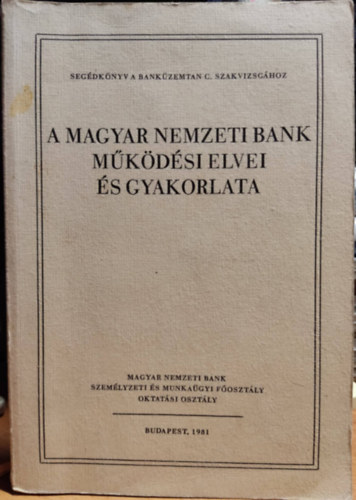 SEGÉDKÖNYV A BANKÜZEMTAN C. SZAKVIZSGÁHOZ
A MAGYAR NEMZETI BANK
MŰKÖDÉSI ELVEI
ÉS GYAKORLATA
MAGYAR NEMZETI BANK
SZEMÉLYZETI ÉS MUNKAÜGYI FŐOSZTÁLY
OKTATÁSI OSZTÁLY
BUDAPEST, 1981